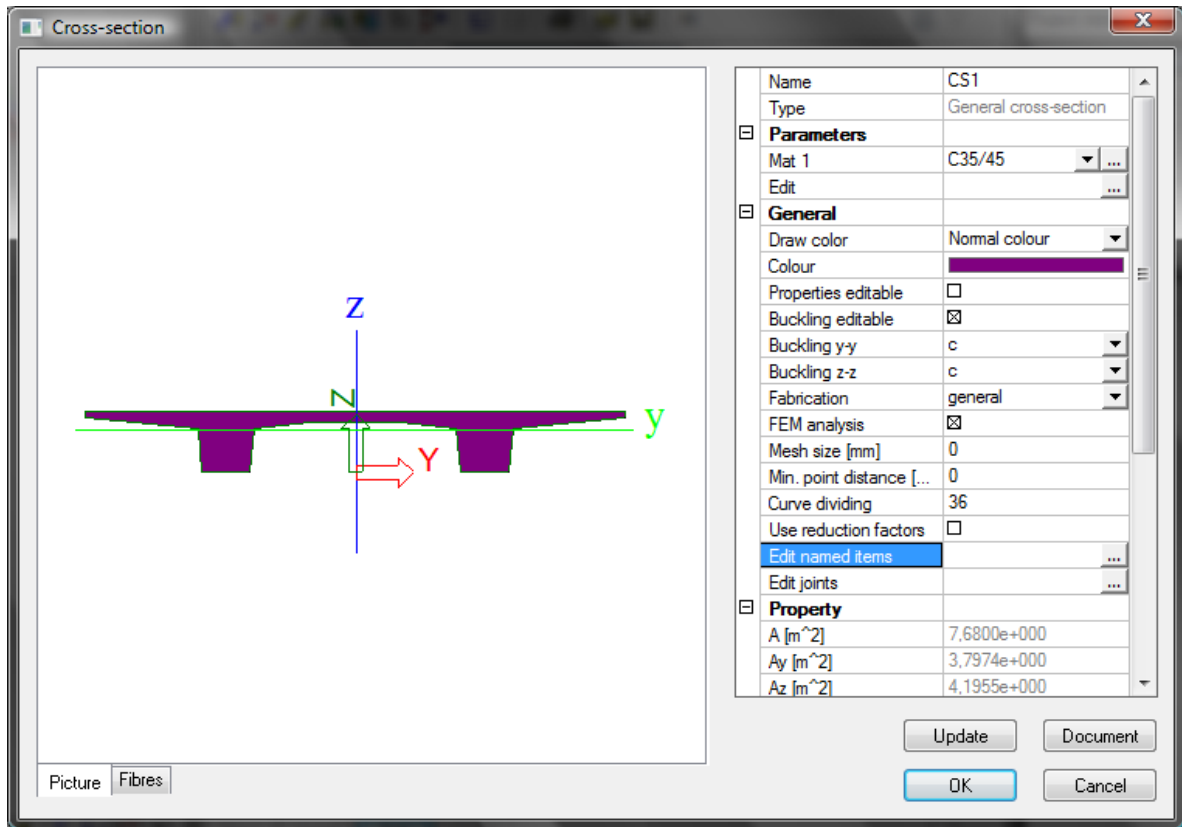 Cross-section
Z
N
y
Y
Picture Fibres
Name CS1
Type General cross-section
Parameters
Mat 1 C35/45 ...
Edit ...
General
Draw color Normal colour
Colour
Properties editable
Buckling editable
Buckling y-y c
Buckling z-z c
Fabrication general
FEM analysis
Mesh size [mm] 0
Min. point distance [... 0
Curve dividing 36
Use reduction factors
Edit named items ...
Edit joints ...
Property
A [m^2] 7,6800e+000
Ay [m^2] 3,7974e+000
Az [m^2] 4,1955e+000
Update Document
OK Cancel